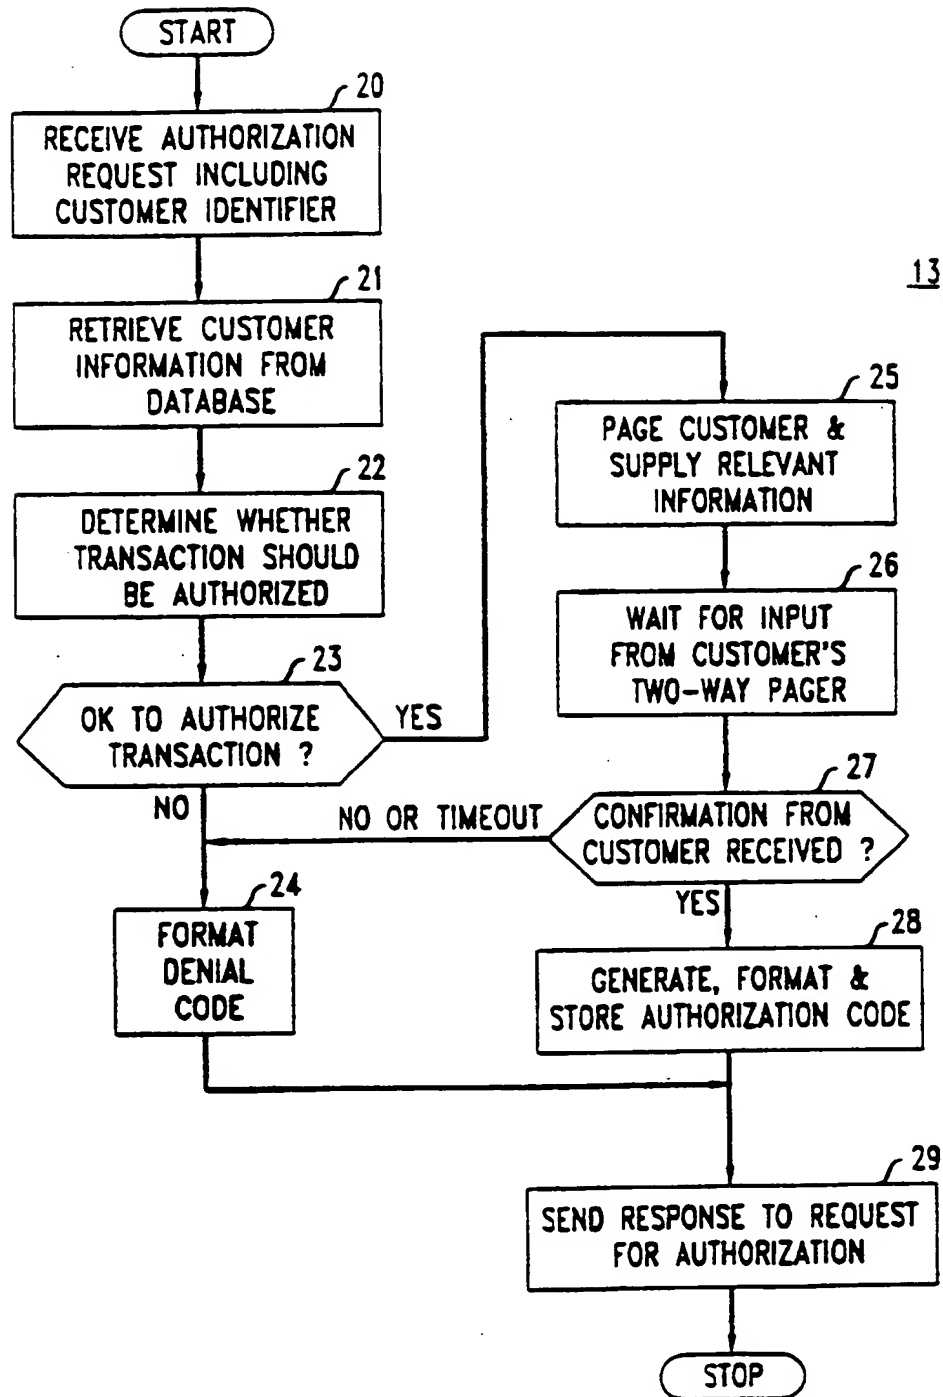 START
20
RECEIVE AUTHORIZATION
REQUEST INCLUDING
CUSTOMER IDENTIFIER
21
RETRIEVE CUSTOMER
INFORMATION FROM
DATABASE
22
DETERMINE WHETHER
TRANSACTION SHOULD
BE AUTHORIZED
23
OK TO AUTHORIZE
TRANSACTION ?
YES
NO
24
FORMAT
DENIAL
CODE
13
25
PAGE CUSTOMER &
SUPPLY RELEVANT
INFORMATION
26
WAIT FOR INPUT
FROM CUSTOMER'S
TWO-WAY PAGER
27
CONFIRMATION FROM
CUSTOMER RECEIVED ?
NO OR TIMEOUT
YES
28
GENERATE, FORMAT &
STORE AUTHORIZATION CODE
29
SEND RESPONSE TO REQUEST
FOR AUTHORIZATION
STOP